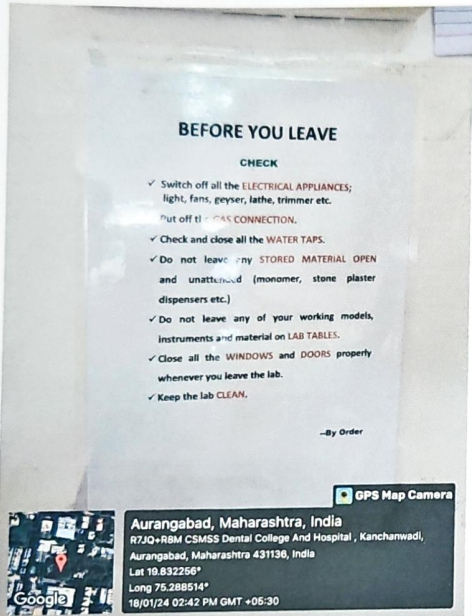 BEFORE YOU LEAVE
CHECK
✓ Switch off all the ELECTRICAL APPLIANCES;
light, fans, geyser, lathe, trimmer etc.
Put off the GAS CONNECTION.
✓ Check and close all the WATER TAPS.
✓ Do not leave any STORED MATERIAL OPEN
and unattended (monomer, stone plaster
dispensers etc.)
✓ Do not leave any of your working models,
instruments and material on LAB TABLES.
✓ Close all the WINDOWS and DOORS properly
whenever you leave the lab.
✓ Keep the lab CLEAN.
–By Order
GPS Map Camera
Aurangabad, Maharashtra, India
R7JQ+R8M CSMSS Dental College And Hospital , Kanchanwadi,
Aurangabad, Maharashtra 431136, India
Lat 19.832256°
Long 75.288514°
18/01/24 02:42 PM GMT +05:30
Google